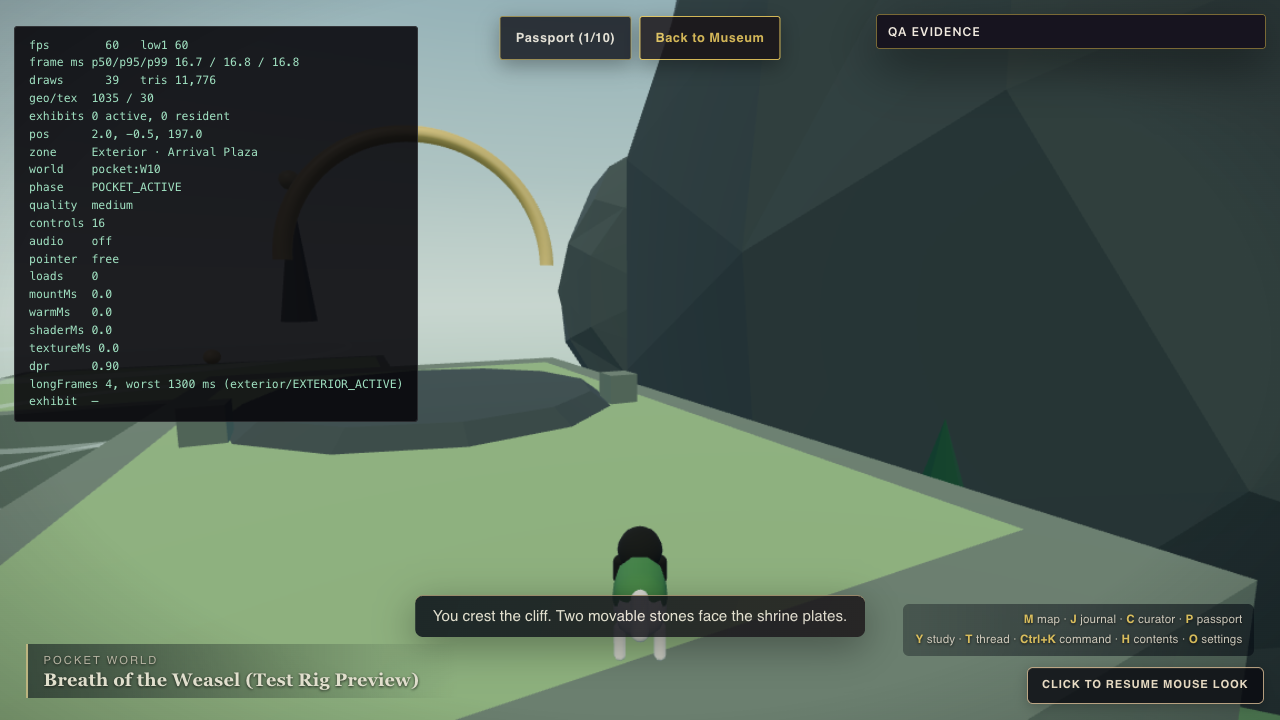 fps 60 low1 60
frame ms p50/p95/p99 16.7 / 16.8 / 16.8
draws 39 tris 11,776
geo/tex 1035 / 30
exhibits 0 active, 0 resident
pos 2.0, −0.5, 197.0
zone Exterior · Arrival Plaza
world pocket:W10
phase POCKET_ACTIVE
quality medium
controls 16
audio off
pointer free
loads 0
mountMs 0.0
warmMs 0.0
shaderMs 0.0
textureMs 0.0
dpr 0.90
longFrames 4, worst 1300 ms (exterior/EXTERIOR_ACTIVE)
exhibit —
Passport (1/10)
Back to Museum
QA EVIDENCE
You crest the cliff. Two movable stones face the shrine plates.
M map · J journal · C curator · P passport
Y study · T thread · Ctrl+K command · H contents · O settings
POCKET WORLD
Breath of the Weasel (Test Rig Preview)
CLICK TO RESUME MOUSE LOOK